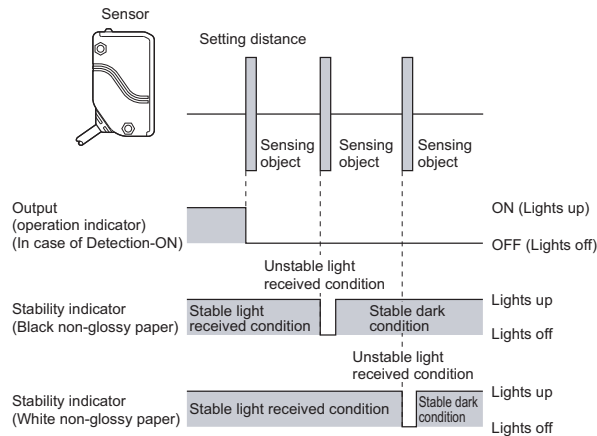 Sensor
Setting distance
Sensing
object
Sensing
object
Sensing
object
Output
(operation indicator)
(In case of Detection-ON)
ON (Lights up)
OFF (Lights off)
Unstable light
received condition
Stability indicator
(Black non-glossy paper)
Stable light
received condition
Stable dark
condition
Lights up
Lights off
Unstable light
received condition
Stability indicator
(White non-glossy paper)
Stable light received condition
Stable dark
condition
Lights up
Lights off